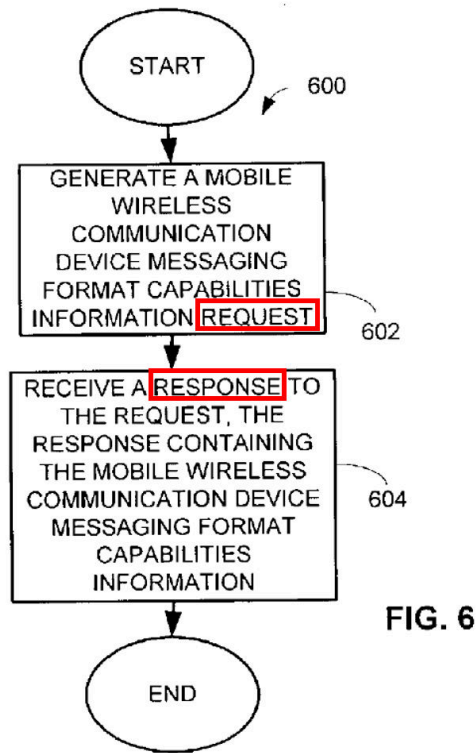 START
600
GENERATE A MOBILE
WIRELESS
COMMUNICATION
DEVICE MESSAGING
FORMAT CAPABILITIES
INFORMATION REQUEST
602
RECEIVE A RESPONSE TO
THE REQUEST, THE
RESPONSE CONTAINING
THE MOBILE WIRELESS
COMMUNICATION DEVICE
MESSAGING FORMAT
CAPABILITIES
INFORMATION
604
FIG. 6
END